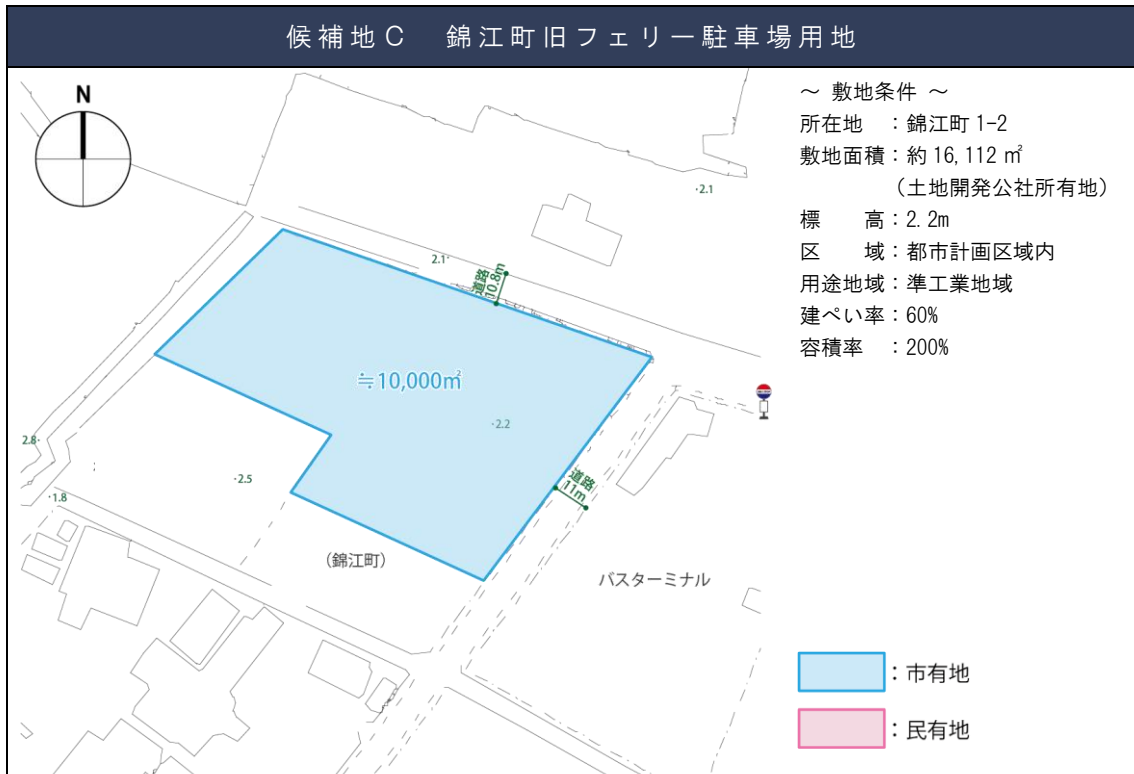 候補地C 錦江町旧フェリー駐車場用地
N
～ 敷地条件 ～
所在地 ：錦江町 1-2
敷地面積：約 16,112 ㎡
（土地開発公社所有地）
標 高：2.2m
区 域：都市計画区域内
用途地域：準工業地域
建ぺい率：60%
容積率 ：200%
2.1
2.1
道路
10.8m
≒10,000㎡
2.2
2.8
2.5
1.8
道路
11m
（錦江町）
バスターミナル
：市有地
：民有地